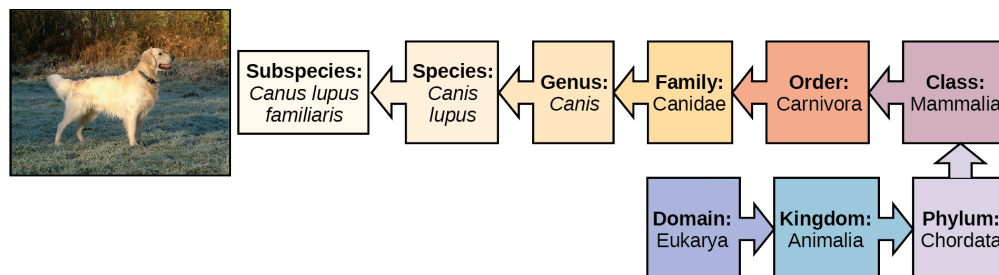 Subspecies:
Canus lupus
familiaris
Species:
Canis
lupus
Genus:
Canis
Family:
Canidae
Order:
Carnivora
Class:
Mammalia
Domain:
Eukarya
Kingdom:
Animalia
Phylum:
Chordata